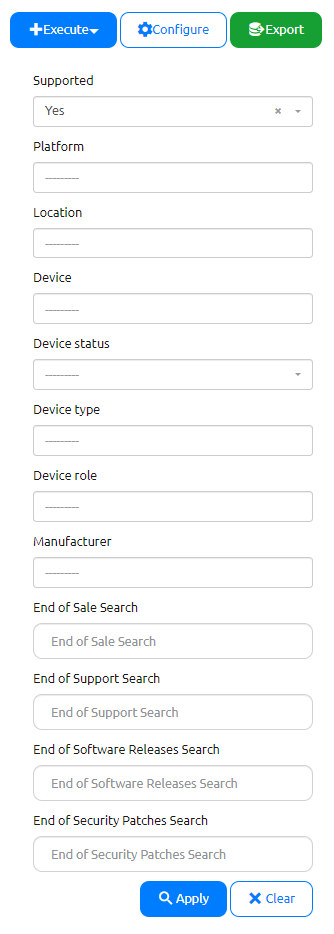 Execute Configure Export
Supported
Yes × 
Platform
---------
Location
---------
Device
---------
Device status
---------
Device type
---------
Device role
---------
Manufacturer
---------
End of Sale Search
End of Sale Search
End of Support Search
End of Support Search
End of Software Releases Search
End of Software Releases Search
End of Security Patches Search
End of Security Patches Search
Apply Clear